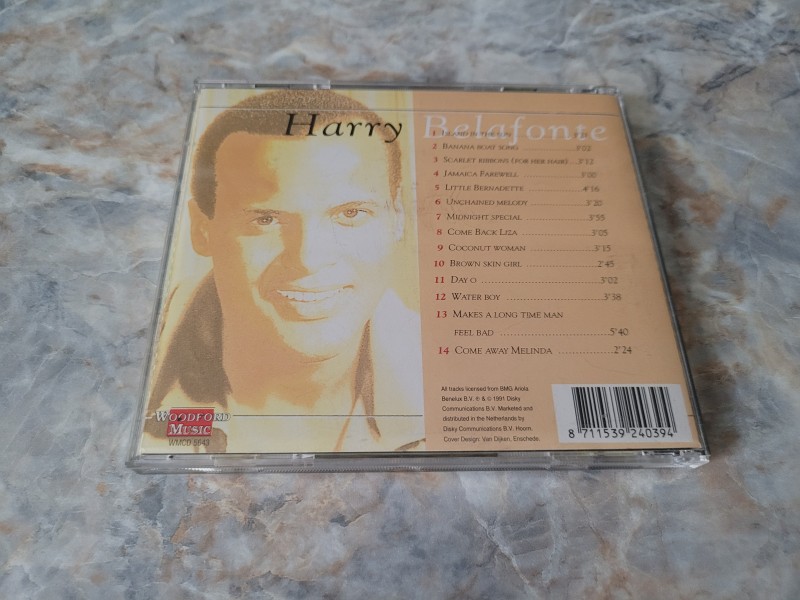 Harry Belafonte
1 ISLAND IN THE SUN
2 BANANA BOAT SONG 3'02
3 SCARLET RIBBONS (FOR HER HAIR) 3'12
4 JAMAICA FAREWELL 3'00
5 LITTLE BERNADETTE 4'16
6 UNCHAINED MELODY 3'20
7 MIDNIGHT SPECIAL 3'55
8 COME BACK LIZA 3'05
9 COCONUT WOMAN 3'15
10 BROWN SKIN GIRL 2'45
11 DAY O 3'02
12 WATER BOY 3'38
13 MAKES A LONG TIME MAN
FEEL BAD 5'40
14 COME AWAY MELINDA 2'24
All tracks licensed from BMG Ariola
Benelux B.V. ℗ & © 1991 Disky
Communications B.V. Marketed and
distributed in the Netherlands by
Disky Communications B.V. Hoorn.
Cover Design: Van Dijken, Enschede.
8 711539 240394
WOODFORD
MUSIC
WMCD 5643